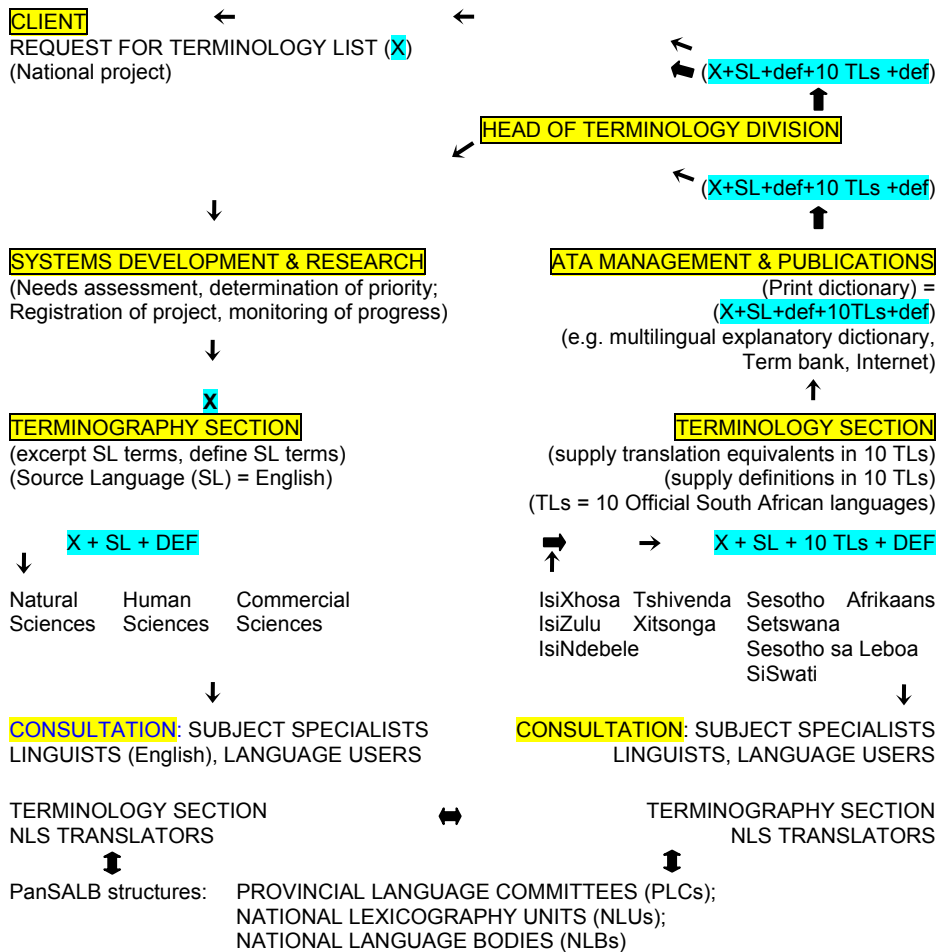 CLIENT
REQUEST FOR TERMINOLOGY LIST (X)
(National project)
(X+SL+def+10 TLs +def)
HEAD OF TERMINOLOGY DIVISION
(X+SL+def+10 TLs +def)
SYSTEMS DEVELOPMENT & RESEARCH
(Needs assessment, determination of priority;
Registration of project, monitoring of progress)
ATA MANAGEMENT & PUBLICATIONS
(Print dictionary) =
(X+SL+def+10TLs+def)
(e.g. multilingual explanatory dictionary,
Term bank, Internet)
X
TERMINOGRAPHY SECTION
(excerpt SL terms, define SL terms)
(Source Language (SL) = English)
TERMINOLOGY SECTION
(supply translation equivalents in 10 TLs)
(supply definitions in 10 TLs)
(TLs = 10 Official South African languages)
X + SL + DEF
X + SL + 10 TLs + DEF
Natural Human Commercial
Sciences Sciences Sciences
IsiXhosa Tshivenda Sesotho Afrikaans
IsiZulu Xitsonga Setswana
IsiNdebele Sesotho sa Leboa
SiSwati
CONSULTATION: SUBJECT SPECIALISTS
LINGUISTS (English), LANGUAGE USERS
CONSULTATION: SUBJECT SPECIALISTS
LINGUISTS, LANGUAGE USERS
TERMINOLOGY SECTION
NLS TRANSLATORS
TERMINOGRAPHY SECTION
NLS TRANSLATORS
PanSALB structures: PROVINCIAL LANGUAGE COMMITTEES (PLCs);
NATIONAL LEXICOGRAPHY UNITS (NLUs);
NATIONAL LANGUAGE BODIES (NLBs)